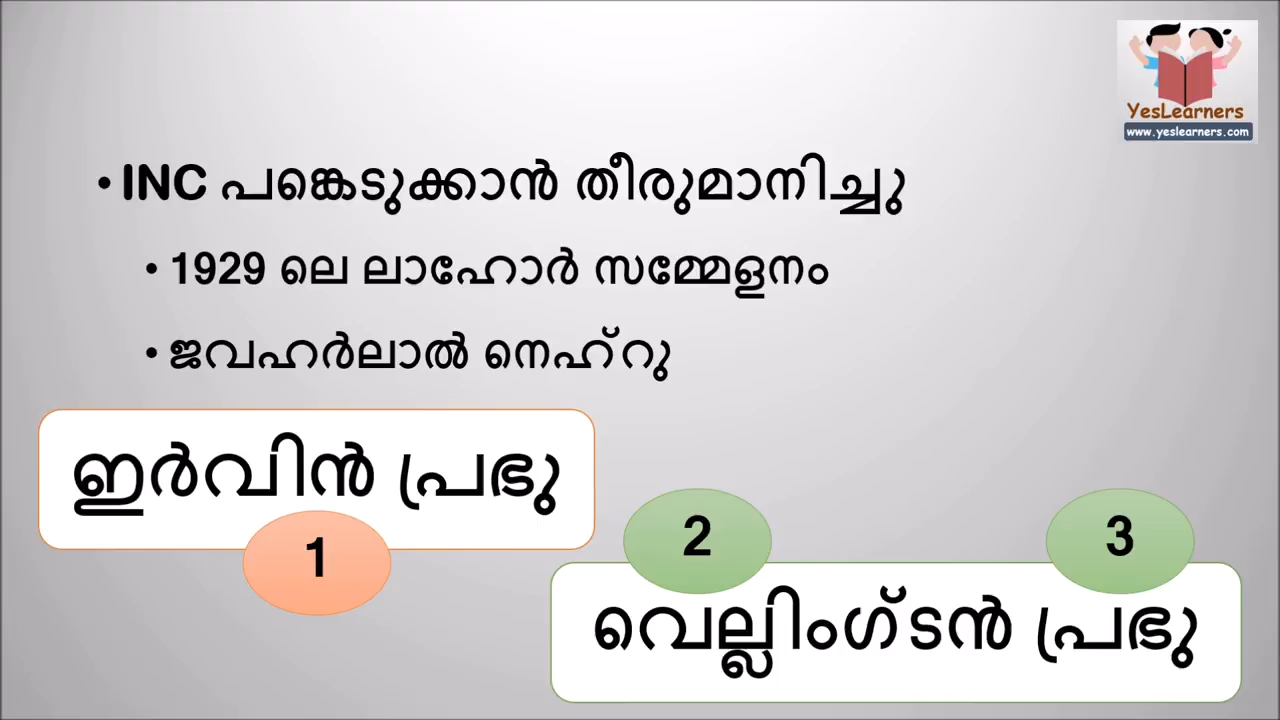 YesLearners
www.yeslearners.com
• INC പങ്കെടുക്കാൻ തീരുമാനിച്ചു
• 1929 ലെ ലാഹോർ സമ്മേളനം
• ജവഹർലാൽ നെഹ്റു
ഇർവിൻ പ്രഭു
1
2
3
വെല്ലിംഗ്ടൻ പ്രഭു